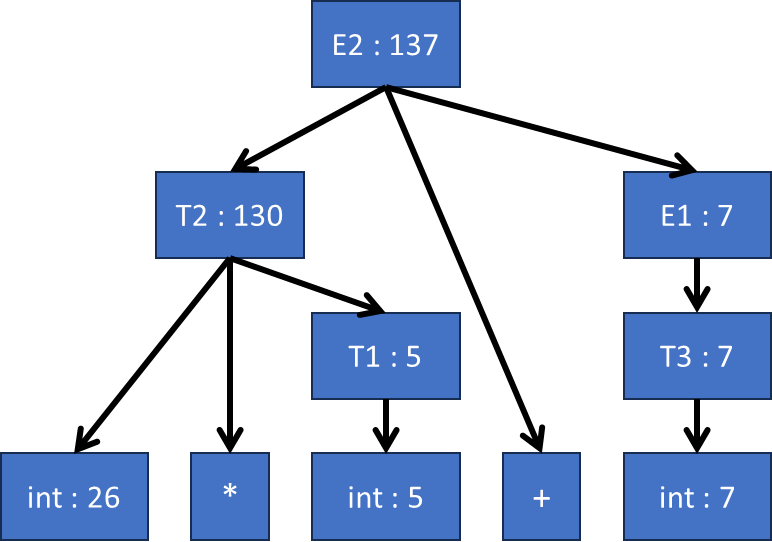 E2 : 137
T2 : 130
E1 : 7
T1 : 5
T3 : 7
int : 26
*
int : 5
+
int : 7